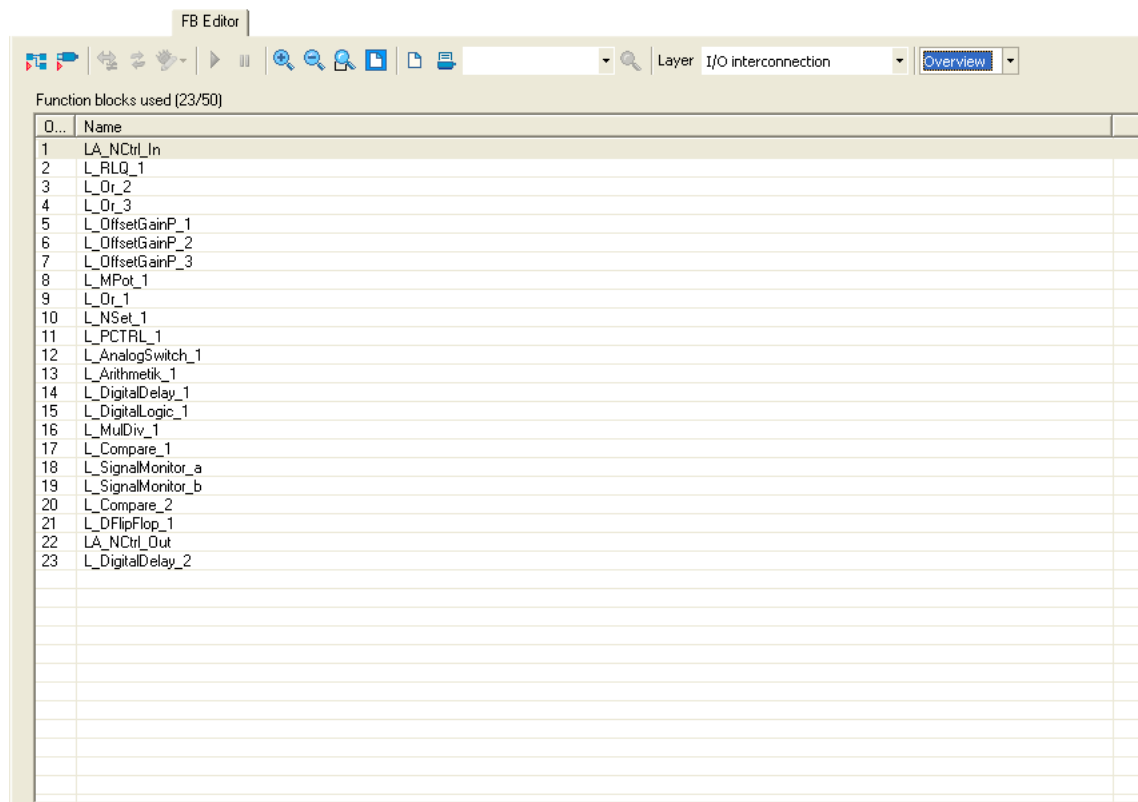 FB Editor
Layer I/O interconnection Overview
Function blocks used (23/50)
O... Name
1 LA_NCtrl_In
2 L_RLQ_1
3 L_Or_2
4 L_Or_3
5 L_OffsetGainP_1
6 L_OffsetGainP_2
7 L_OffsetGainP_3
8 L_MPot_1
9 L_Or_1
10 L_NSet_1
11 L_PCTRL_1
12 L_AnalogSwitch_1
13 L_Arithmetik_1
14 L_DigitalDelay_1
15 L_DigitalLogic_1
16 L_MulDiv_1
17 L_Compare_1
18 L_SignalMonitor_a
19 L_SignalMonitor_b
20 L_Compare_2
21 L_DFlipFlop_1
22 LA_NCtrl_Out
23 L_DigitalDelay_2